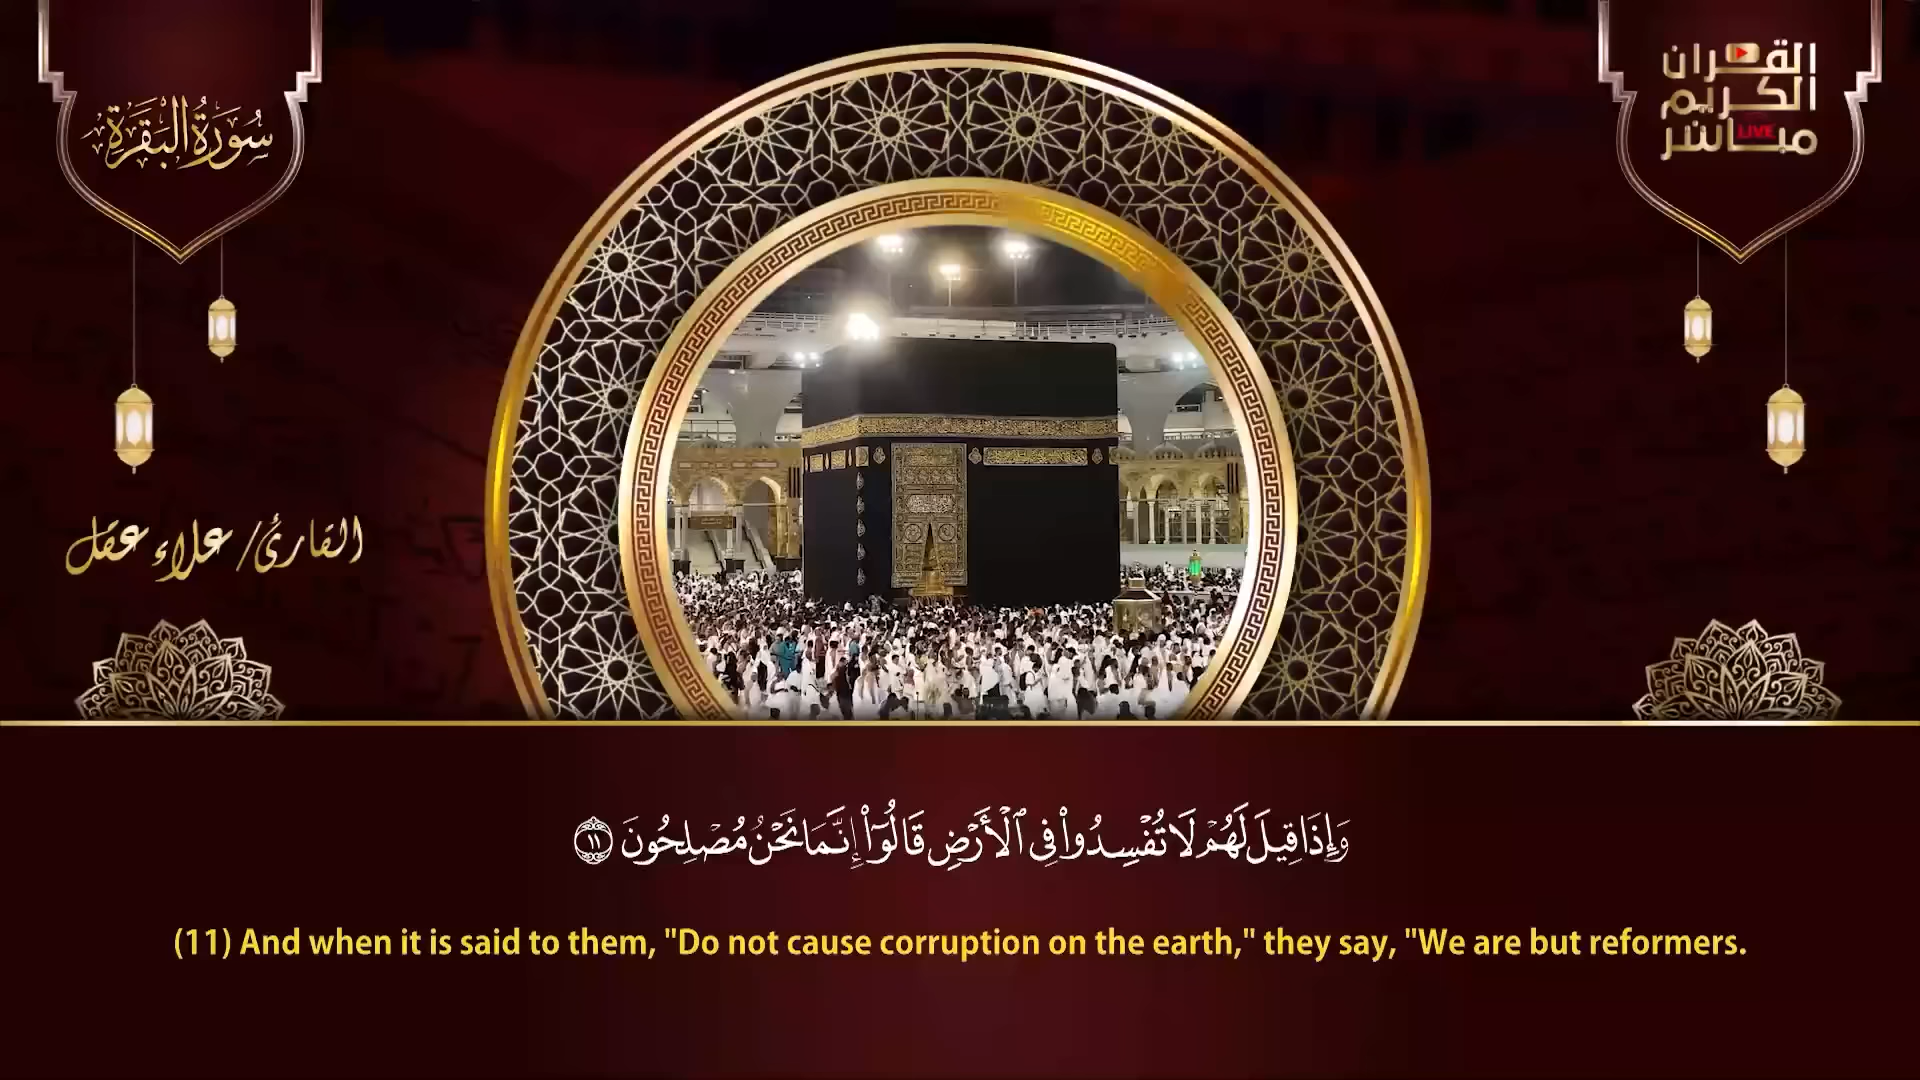 سُورَةُ البَقَرَةِ
القرآن
الكريم
مباشر
LIVE
القارئ/ علاء عقل
وَإِذَا قِيلَ لَهُمْ لَا تُفْسِدُوا۟ فِى ٱلْأَرْضِ قَالُوٓا۟ إِنَّمَا نَحْنُ مُصْلِحُونَ ١١
(11) And when it is said to them, "Do not cause corruption on the earth," they say, "We are but reformers.